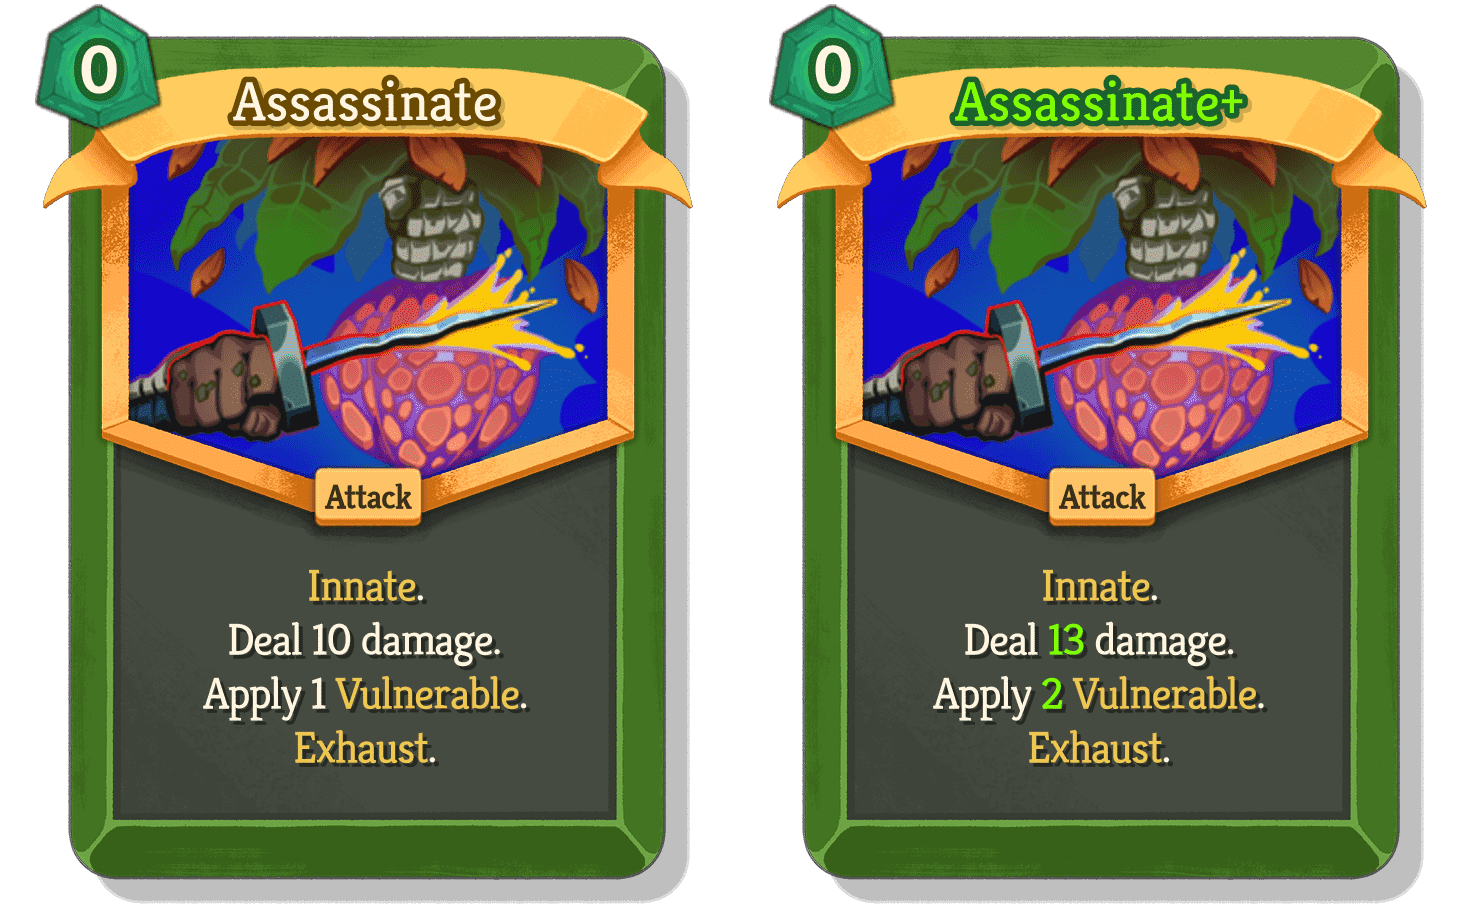 0
Assassinate
Attack
Innate.
Deal 10 damage.
Apply 1 Vulnerable.
Exhaust.
0
Assassinate+
Attack
Innate.
Deal 13 damage.
Apply 2 Vulnerable.
Exhaust.